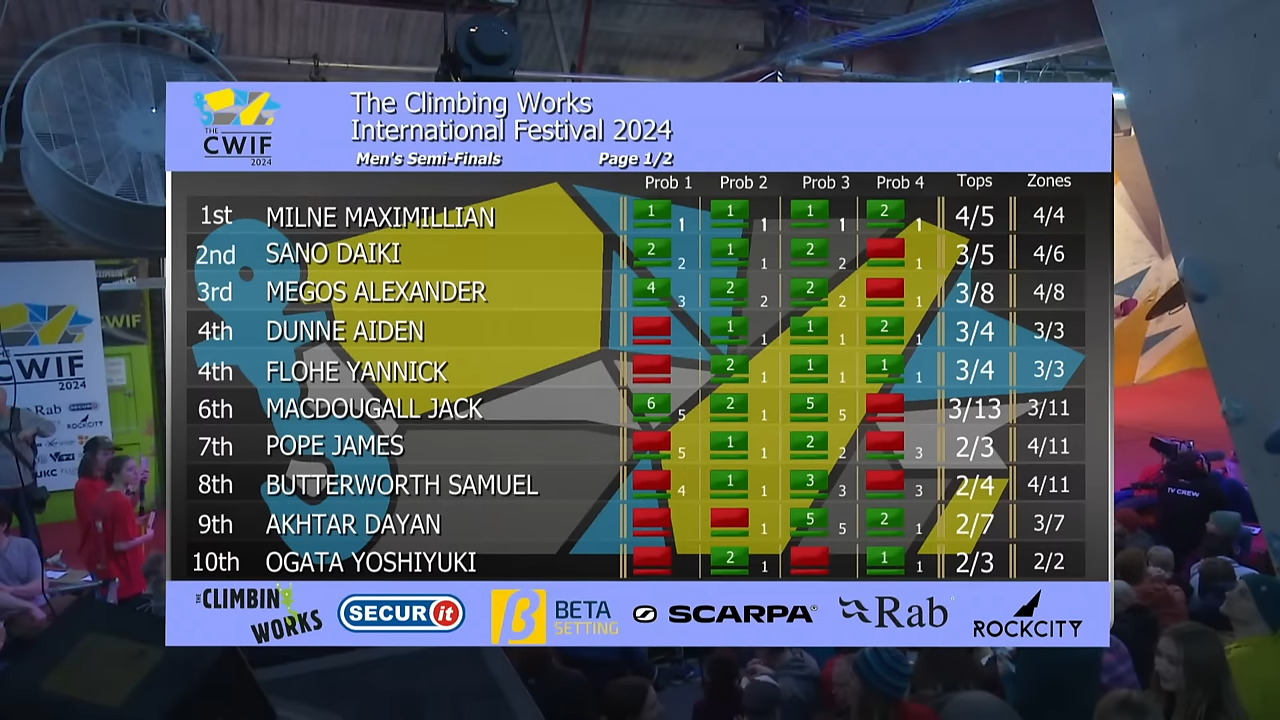 The Climbing Works
International Festival 2024
THE
CWIF
2024
Men's Semi-Finals Page 1/2
Prob 1 Prob 2 Prob 3 Prob 4 Tops Zones
1st MILNE MAXIMILLIAN 1 1 1 1 1 1 2 1 4/5 4/4
2nd SANO DAIKI 2 2 1 1 2 2 1 3/5 4/6
3rd MEGOS ALEXANDER 4 3 2 2 2 2 1 3/8 4/8
4th DUNNE AIDEN 1 1 1 1 2 1 3/4 3/3
4th FLOHE YANNICK 2 1 1 1 1 1 3/4 3/3
6th MACDOUGALL JACK 6 5 2 1 5 5 3/13 3/11
7th POPE JAMES 5 1 1 2 2 3 2/3 4/11
8th BUTTERWORTH SAMUEL 4 1 1 3 3 3 2/4 4/11
9th AKHTAR DAYAN 1 5 5 2 1 2/7 3/7
10th OGATA YOSHIYUKI 2 1 1 1 2/3 2/2
THE CLIMBING WORKS
SECURit
β BETA SETTING
SCARPA
Rab
ROCKCITY
CWIF
CWIF
2024
Rab
ROCKCITY
YEZI
UKC
TV CREW